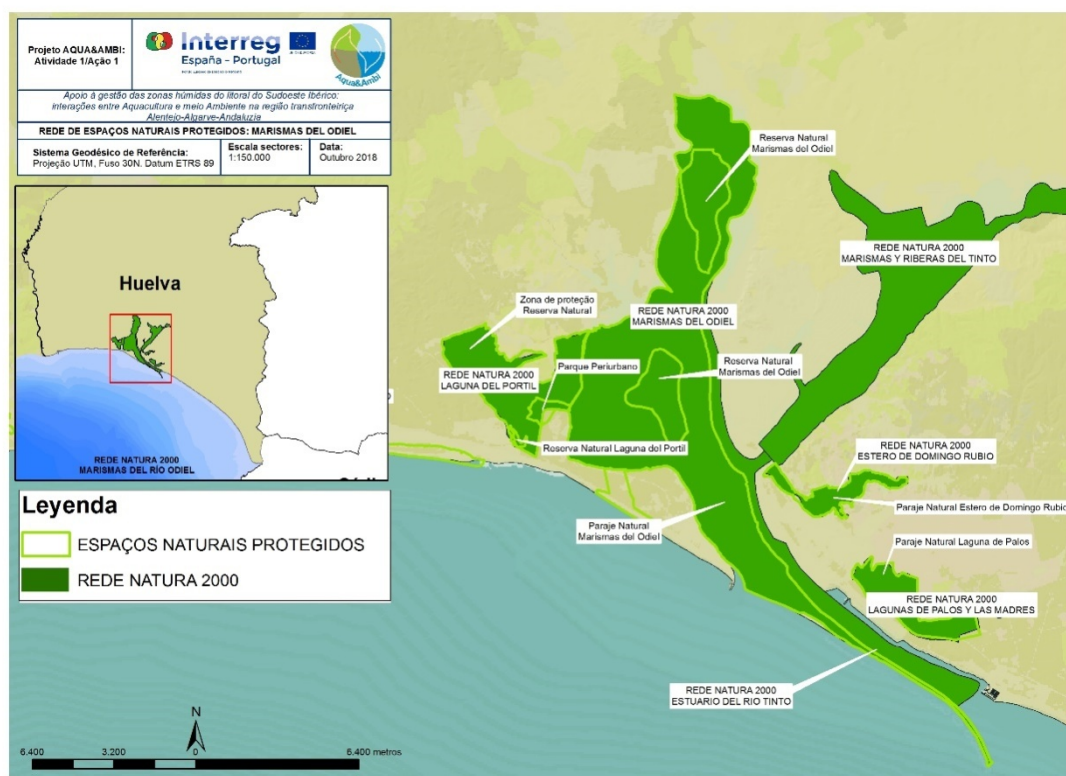 Projeto AQUA&AMBI:
Atividade 1/Ação 1
Interreg
España - Portugal
Aqua&Ambi
Apoio à gestão das zonas húmidas do litoral do Sudoeste Ibérico:
interações entre Aquacultura e meio Ambiente na região transfronteiriça
Alentejo-Algarve-Andaluzia
REDE DE ESPAÇOS NATURAIS PROTEGIDOS: MARISMAS DEL ODIEL
Sistema Geodésico de Referência:
Projeção UTM, Fuso 30N. Datum ETRS 89
Escala sectores:
1:150.000
Data:
Outubro 2018
Huelva
REDE NATURA 2000
MARISMAS DEL RÍO ODIEL
Leyenda
ESPAÇOS NATURAIS PROTEGIDOS
REDE NATURA 2000
Reserva Natural
Marismas del Odiel
REDE NATURA 2000
MARISMAS Y RIBERAS DEL TINTO
Zona de proteção
Reserva Natural
REDE NATURA 2000
MARISMAS DEL ODIEL
Parque Periurbano
Reserva Natural
Marismas del Odiel
REDE NATURA 2000
LAGUNA DEL PORTIL
Reserva Natural Laguna del Portil
REDE NATURA 2000
ESTERO DE DOMINGO RUBIO
Paraje Natural Estero de Domingo Rubio
Paraje Natural
Marismas del Odiel
Paraje Natural Laguna de Palos
REDE NATURA 2000
LAGUNAS DE PALOS Y LAS MADRES
REDE NATURA 2000
ESTUARIO DEL RIO TINTO
N
6.400 3.200 0 6.400 metros